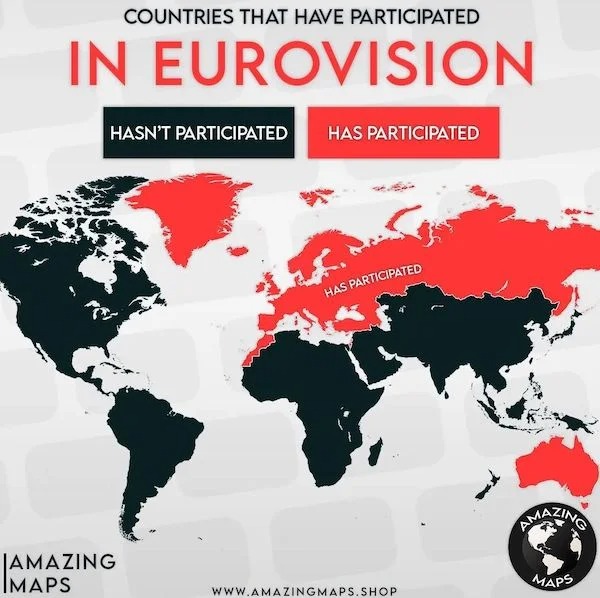 COUNTRIES THAT HAVE PARTICIPATED
IN EUROVISION
HASN'T PARTICIPATED
HAS PARTICIPATED
HAS PARTICIPATED
AMAZING
MAPS
AMAZING
MAPS
WWW.AMAZINGMAPS.SHOP